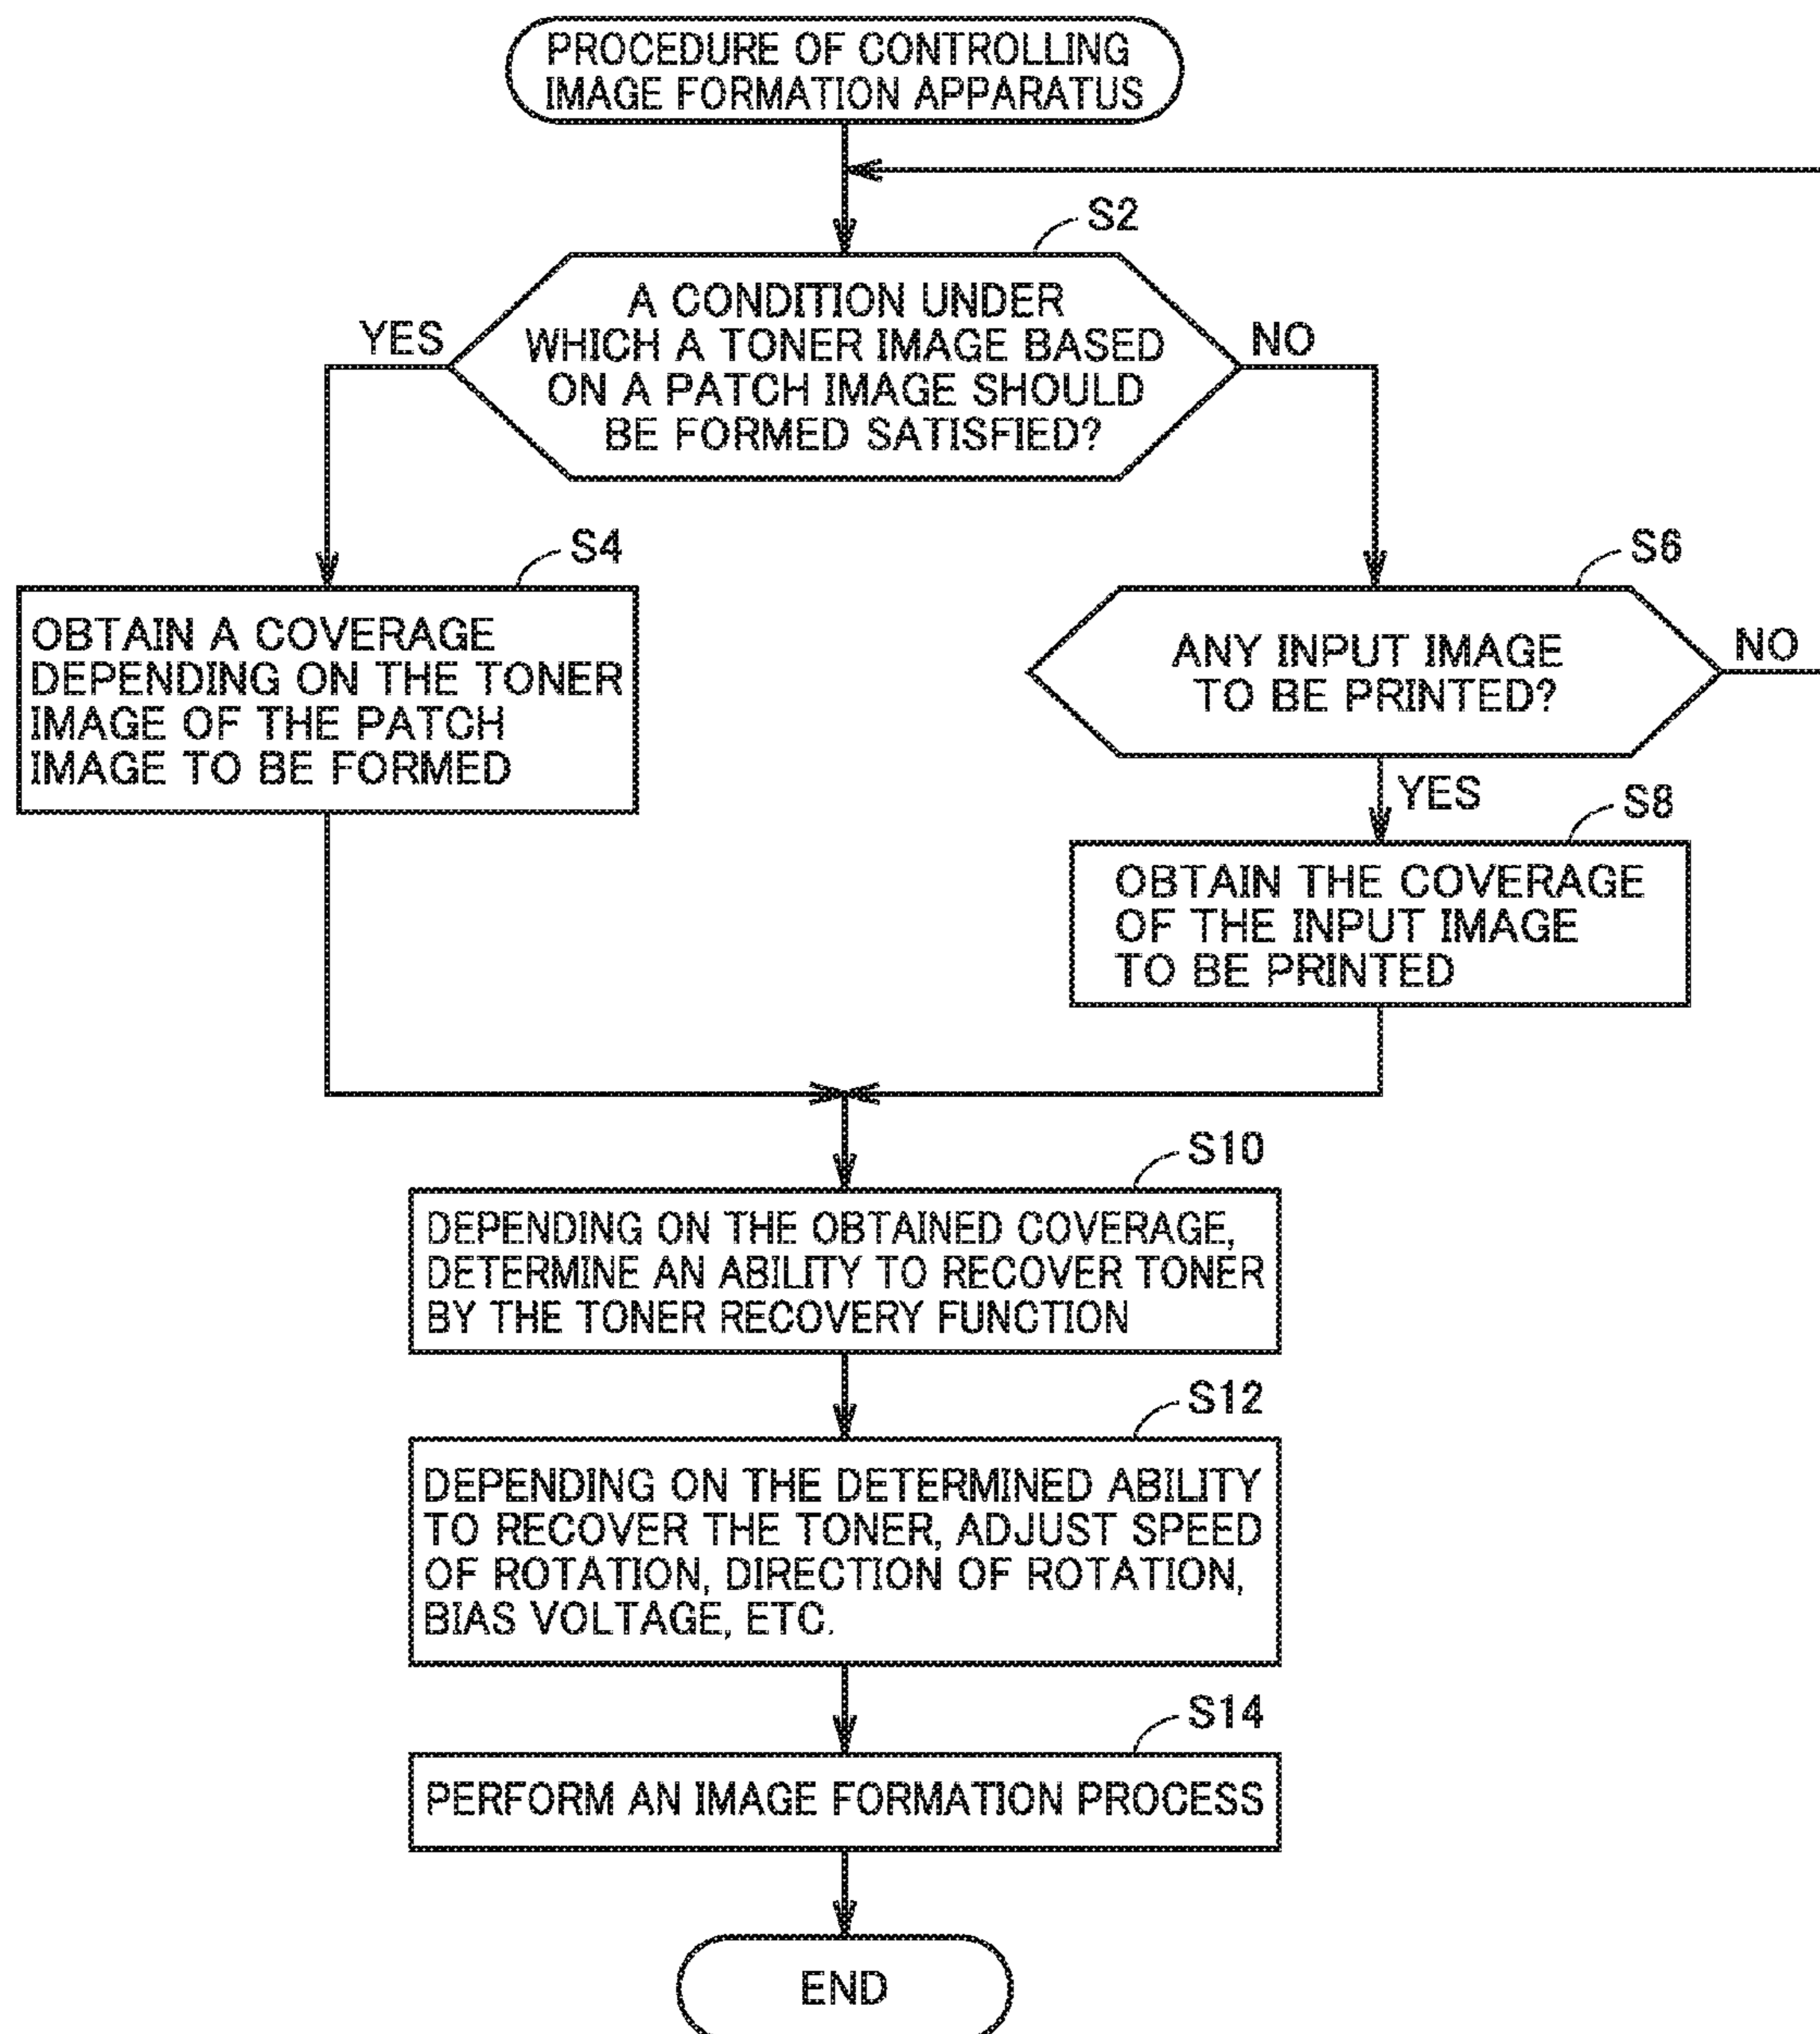 PROCEDURE OF CONTROLLING
IMAGE FORMATION APPARATUS
S2
A CONDITION UNDER
WHICH A TONER IMAGE BASED
ON A PATCH IMAGE SHOULD
BE FORMED SATISFIED?
YES
NO
S4
OBTAIN A COVERAGE
DEPENDING ON THE TONER
IMAGE OF THE PATCH
IMAGE TO BE FORMED
S6
ANY INPUT IMAGE
TO BE PRINTED?
NO
YES
S8
OBTAIN THE COVERAGE
OF THE INPUT IMAGE
TO BE PRINTED
S10
DEPENDING ON THE OBTAINED COVERAGE,
DETERMINE AN ABILITY TO RECOVER TONER
BY THE TONER RECOVERY FUNCTION
S12
DEPENDING ON THE DETERMINED ABILITY
TO RECOVER THE TONER, ADJUST SPEED
OF ROTATION, DIRECTION OF ROTATION,
BIAS VOLTAGE, ETC.
S14
PERFORM AN IMAGE FORMATION PROCESS
END